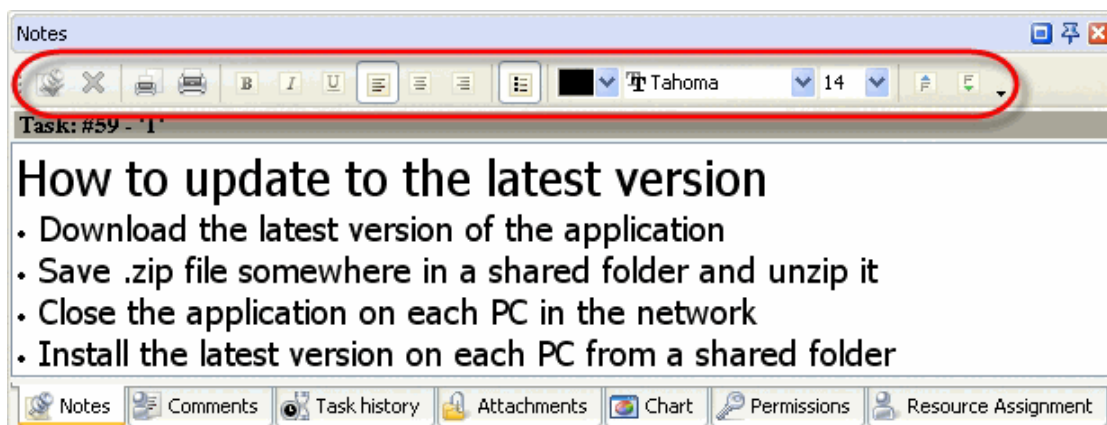 Notes
B I U Tahoma 14 F F
Task: #59 - 'T'
How to update to the latest version
• Download the latest version of the application
• Save .zip file somewhere in a shared folder and unzip it
• Close the application on each PC in the network
• Install the latest version on each PC from a shared folder
Notes Comments Task history Attachments Chart Permissions Resource Assignment